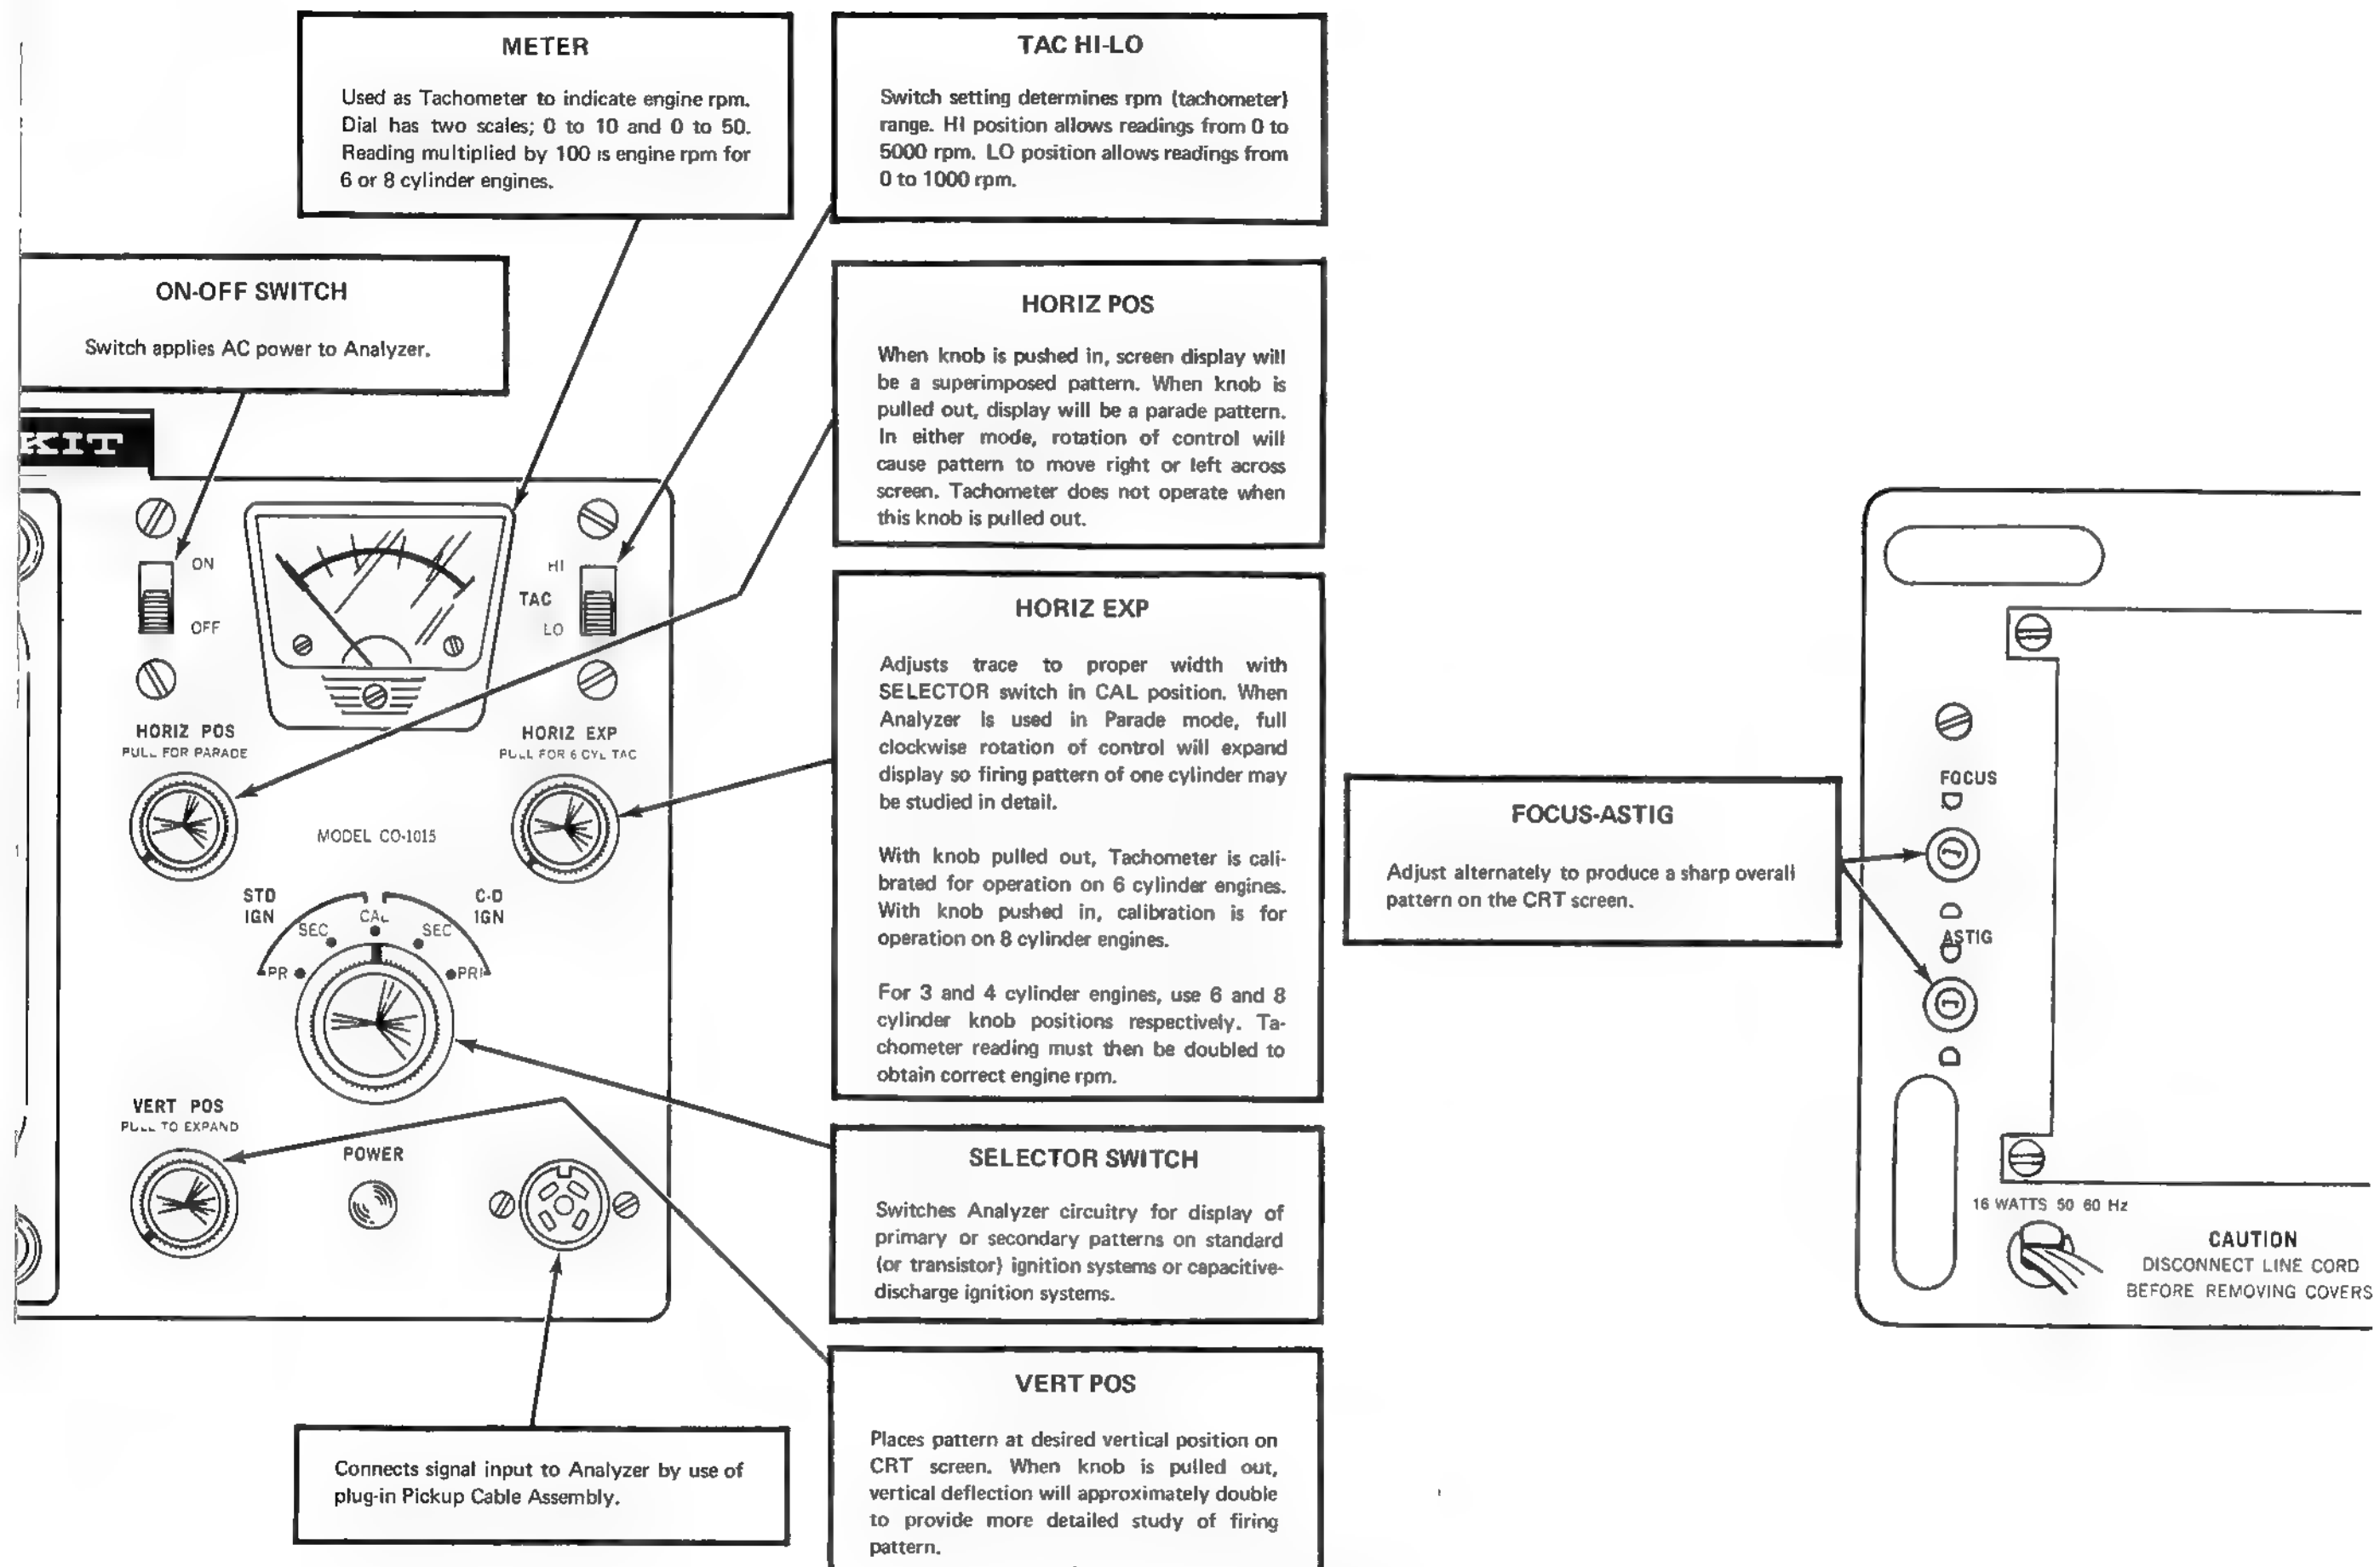 METER
Used as Tachometer to indicate engine rpm.
Dial has two scales; 0 to 10 and 0 to 50.
Reading multiplied by 100 is engine rpm for
6 or 8 cylinder engines.
TAC HI-LO
Switch setting determines rpm (tachometer)
range. HI position allows readings from 0 to
5000 rpm. LO position allows readings from
0 to 1000 rpm.
ON-OFF SWITCH
Switch applies AC power to Analyzer.
HORIZ POS
When knob is pushed in, screen display will
be a superimposed pattern. When knob is
pulled out, display will be a parade pattern.
In either mode, rotation of control will
cause pattern to move right or left across
screen. Tachometer does not operate when
this knob is pulled out.
KIT
ON
OFF
HI
TAC
LO
HORIZ POS
PULL FOR PARADE
HORIZ EXP
PULL FOR 6 CYL TAC
MODEL CO-1015
STD
IGN
C-D
IGN
CAL
SEC
SEC
PR
PRI
VERT POS
PULL TO EXPAND
POWER
HORIZ EXP
Adjusts trace to proper width with
SELECTOR switch in CAL position. When
Analyzer is used in Parade mode, full
clockwise rotation of control will expand
display so firing pattern of one cylinder may
be studied in detail.
With knob pulled out, Tachometer is cali-
brated for operation on 6 cylinder engines.
With knob pushed in, calibration is for
operation on 8 cylinder engines.
For 3 and 4 cylinder engines, use 6 and 8
cylinder knob positions respectively. Ta-
chometer reading must then be doubled to
obtain correct engine rpm.
SELECTOR SWITCH
Switches Analyzer circuitry for display of
primary or secondary patterns on standard
(or transistor) ignition systems or capacitive-
discharge ignition systems.
VERT POS
Places pattern at desired vertical position on
CRT screen. When knob is pulled out,
vertical deflection will approximately double
to provide more detailed study of firing
pattern.
Connects signal input to Analyzer by use of
plug-in Pickup Cable Assembly.
FOCUS-ASTIG
Adjust alternately to produce a sharp overall
pattern on the CRT screen.
FOCUS
ASTIG
16 WATTS 50 60 Hz
CAUTION
DISCONNECT LINE CORD
BEFORE REMOVING COVERS